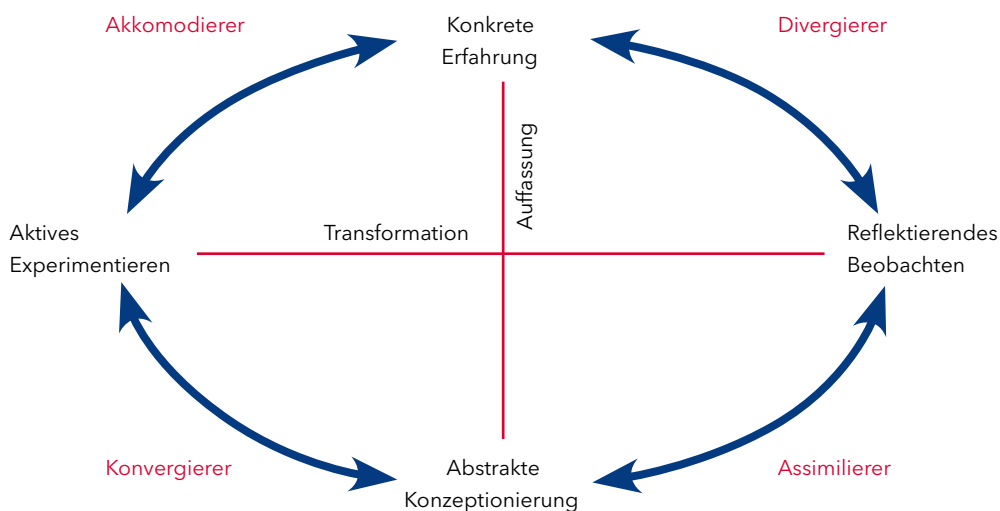 Akkomodierer
Konkrete
Erfahrung
Divergierer
Auffassung
Transformation
Aktives
Experimentieren
Reflektierendes
Beobachten
Konvergierer
Abstrakte
Konzeptionierung
Assimilierer